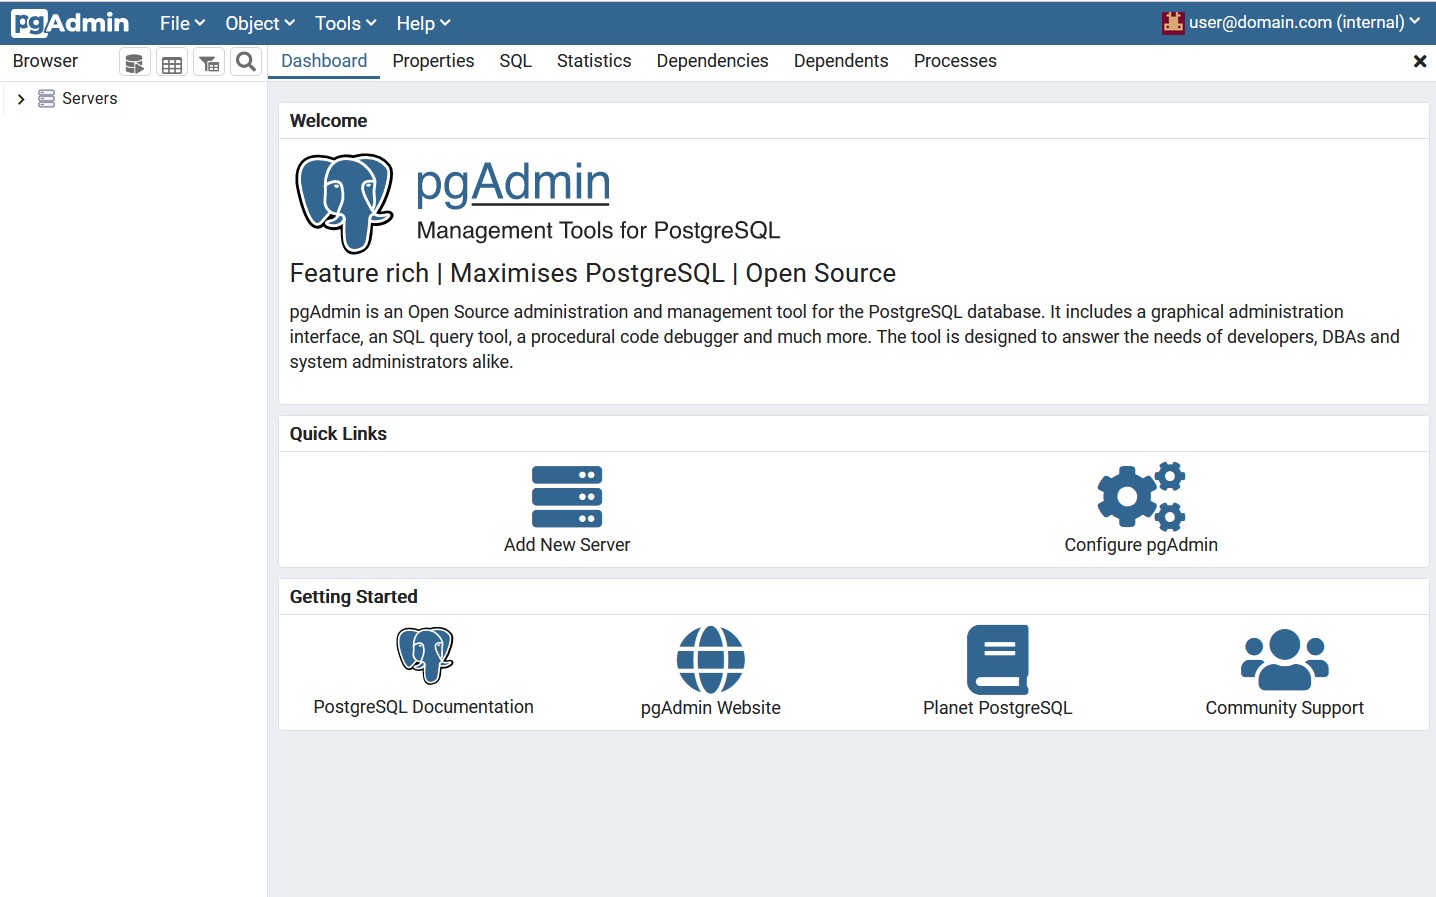 pgAdmin File Object Tools Help user@domain.com (internal)
Browser Dashboard Properties SQL Statistics Dependencies Dependents Processes
Servers
Welcome
pgAdmin
Management Tools for PostgreSQL
Feature rich | Maximises PostgreSQL | Open Source
pgAdmin is an Open Source administration and management tool for the PostgreSQL database. It includes a graphical administration
interface, an SQL query tool, a procedural code debugger and much more. The tool is designed to answer the needs of developers, DBAs and
system administrators alike.
Quick Links
Add New Server Configure pgAdmin
Getting Started
PostgreSQL Documentation pgAdmin Website Planet PostgreSQL Community Support